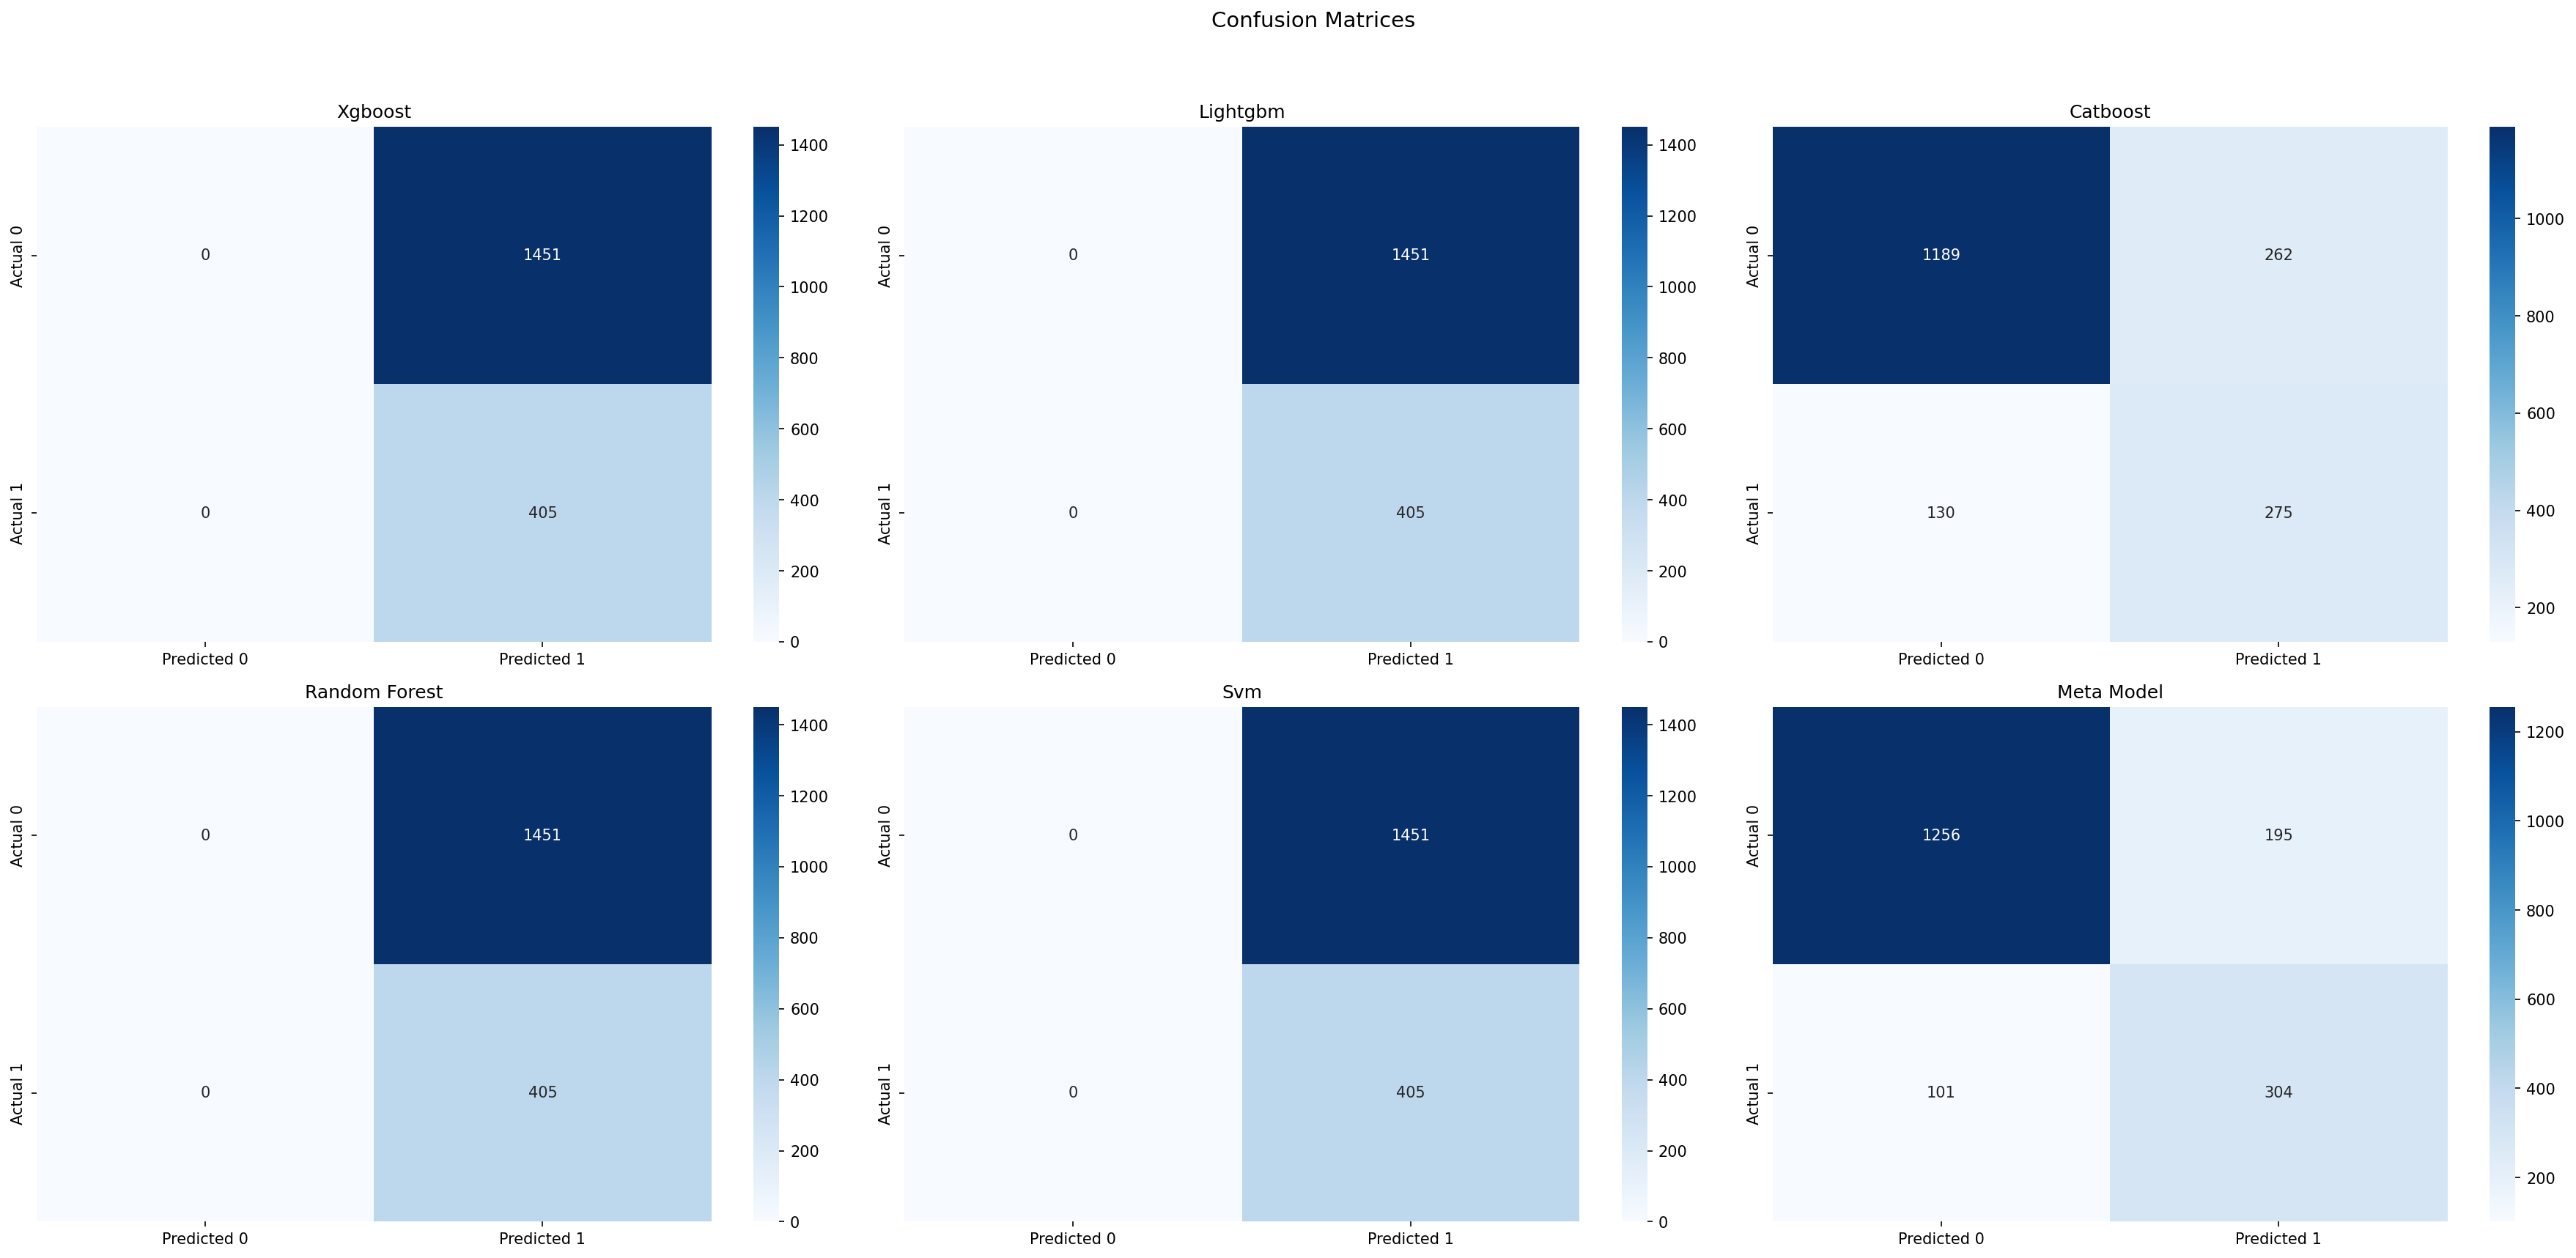 Confusion Matrices
Xgboost
Actual 0
0
1451
Actual 1
0
405
Predicted 0
Predicted 1
1400
1200
1000
800
600
400
200
0
Lightgbm
Actual 0
0
1451
Actual 1
0
405
Predicted 0
Predicted 1
1400
1200
1000
800
600
400
200
0
Catboost
Actual 0
1189
262
Actual 1
130
275
Predicted 0
Predicted 1
1000
800
600
400
200
Random Forest
Actual 0
0
1451
Actual 1
0
405
Predicted 0
Predicted 1
1400
1200
1000
800
600
400
200
0
Svm
Actual 0
0
1451
Actual 1
0
405
Predicted 0
Predicted 1
1400
1200
1000
800
600
400
200
0
Meta Model
Actual 0
1256
195
Actual 1
101
304
Predicted 0
Predicted 1
1200
1000
800
600
400
200